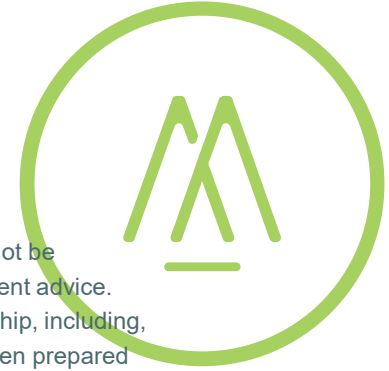 ot be
ent advice.
hip, including,
en prepared